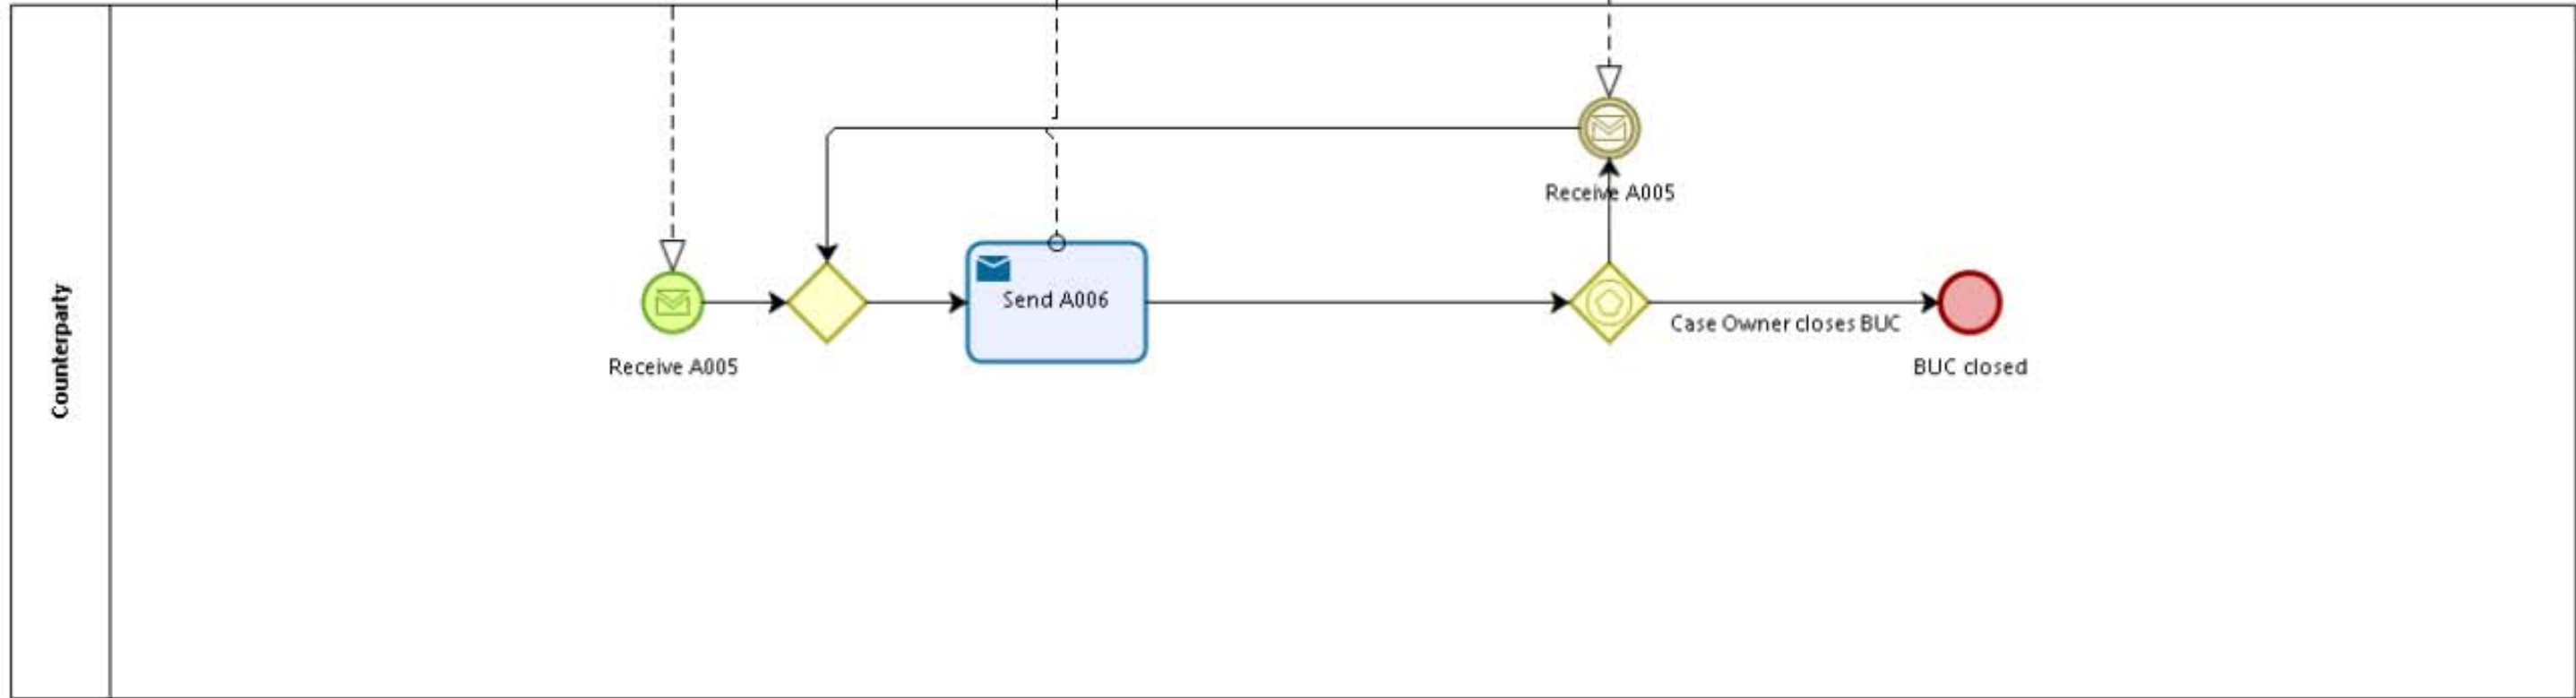 Counterparty
Receive A005
Send A006
Case Owner closes BUC
Receive A005
BUC closed